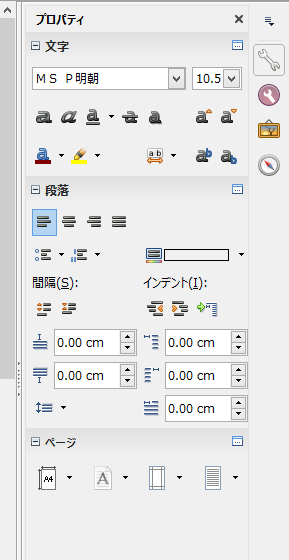 プロパティ
文字
ＭＳ Ｐ明朝
10.5
a a a a a a a
a b a b a b
段落
間隔(S):
インデント(I):
0.00 cm
0.00 cm
0.00 cm
0.00 cm
0.00 cm
ページ
A4 A